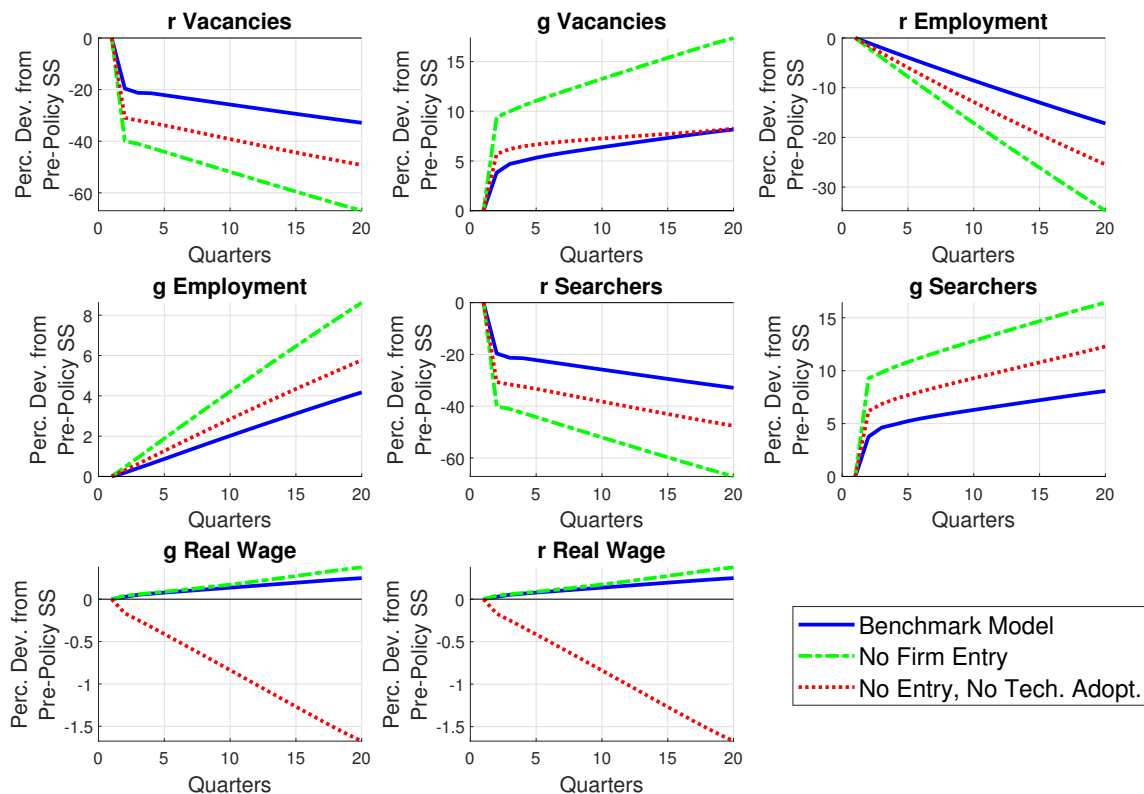 r Vacancies
Perc. Dev. from
Pre-Policy SS
0
-20
-40
-60
0 5 10 15 20
Quarters
g Vacancies
Perc. Dev. from
Pre-Policy SS
15
10
5
0
0 5 10 15 20
Quarters
r Employment
Perc. Dev. from
Pre-Policy SS
0
-10
-20
-30
0 5 10 15 20
Quarters
g Employment
Perc. Dev. from
Pre-Policy SS
8
6
4
2
0
0 5 10 15 20
Quarters
r Searchers
Perc. Dev. from
Pre-Policy SS
0
-20
-40
-60
0 5 10 15 20
Quarters
g Searchers
Perc. Dev. from
Pre-Policy SS
15
10
5
0
0 5 10 15 20
Quarters
g Real Wage
Perc. Dev. from
Pre-Policy SS
0
-0.5
-1
-1.5
0 5 10 15 20
Quarters
r Real Wage
Perc. Dev. from
Pre-Policy SS
0
-0.5
-1
-1.5
0 5 10 15 20
Quarters
Benchmark Model
No Firm Entry
No Entry, No Tech. Adopt.